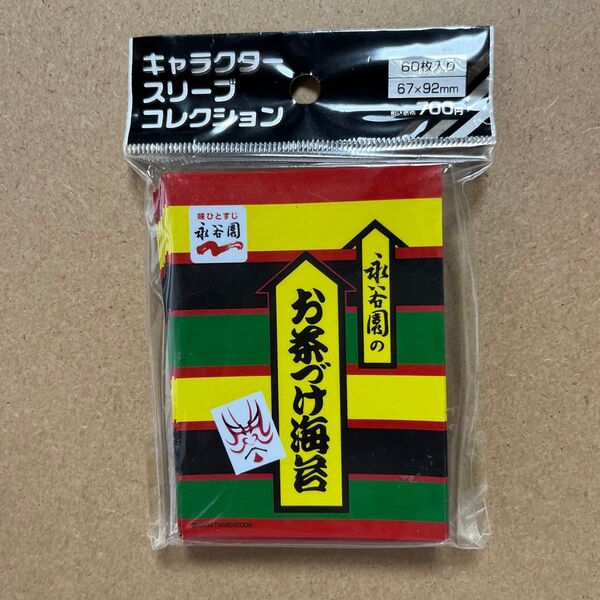 キャラクター
スリーブ
コレクション
60枚入り
67×92mm
700円
味ひとすじ
永谷園
永谷園の
お茶づけ海苔
©NAGATANIEN2009